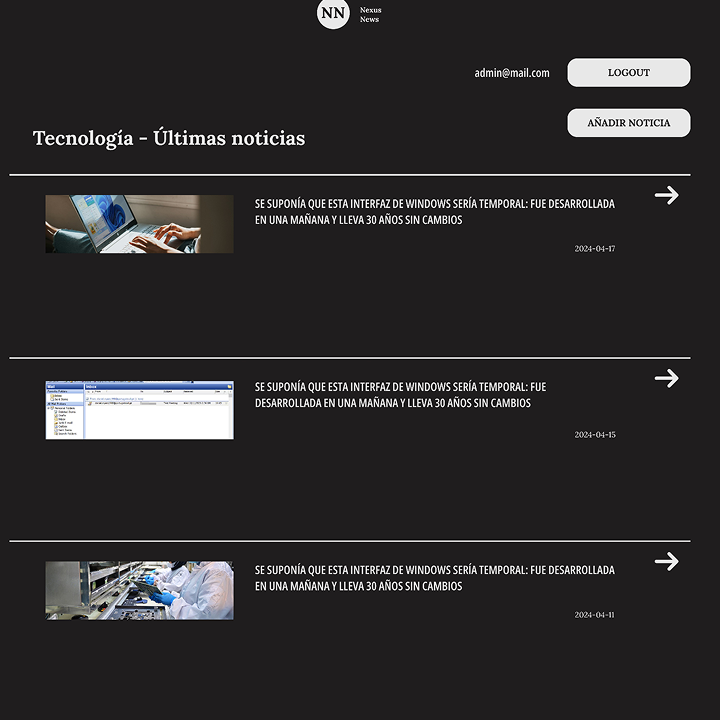 NN
Nexus
News
admin@mail.com
LOGOUT
AÑADIR NOTICIA
Tecnología - Últimas noticias
SE SUPONÍA QUE ESTA INTERFAZ DE WINDOWS SERÍA TEMPORAL: FUE DESARROLLADA
EN UNA MAÑANA Y LLEVA 30 AÑOS SIN CAMBIOS
2024-04-17
SE SUPONÍA QUE ESTA INTERFAZ DE WINDOWS SERÍA TEMPORAL: FUE
DESARROLLADA EN UNA MAÑANA Y LLEVA 30 AÑOS SIN CAMBIOS
Mail
Inbox
2024-04-15
SE SUPONÍA QUE ESTA INTERFAZ DE WINDOWS SERÍA TEMPORAL: FUE DESARROLLADA
EN UNA MAÑANA Y LLEVA 30 AÑOS SIN CAMBIOS
2024-04-11